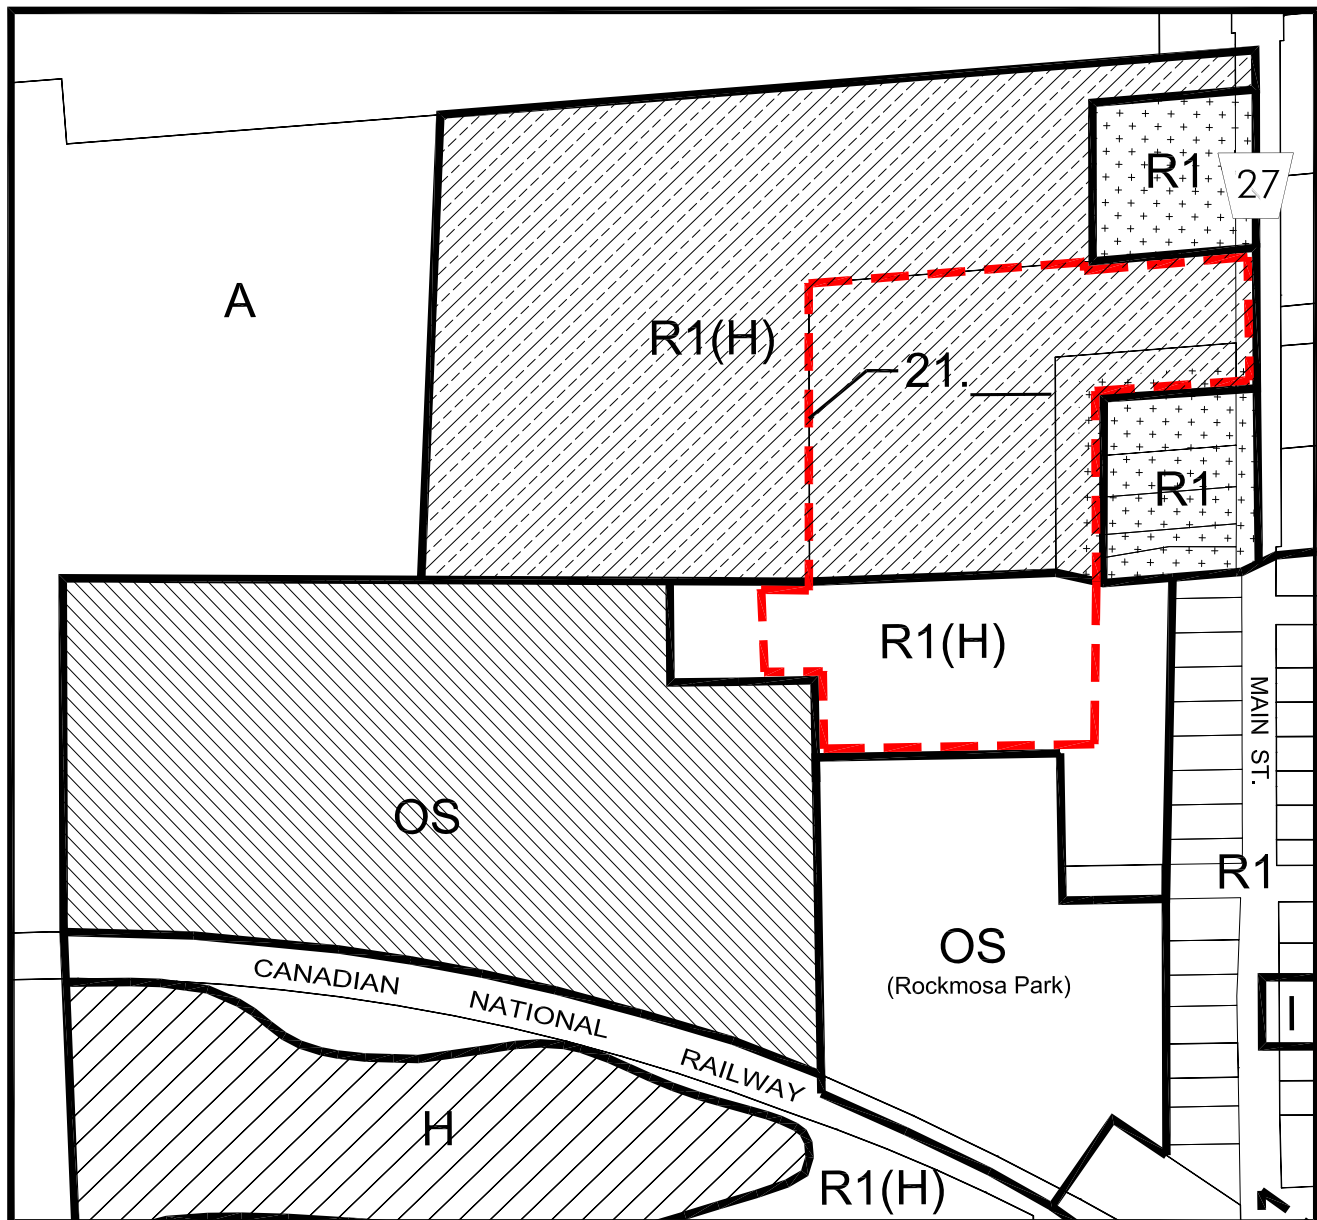 R1
27
A
R1(H)
21.
R1
R1(H)
MAIN ST.
OS
R1
OS
(Rockmosa Park)
CANADIAN NATIONAL RAILWAY
I
H
R1(H)